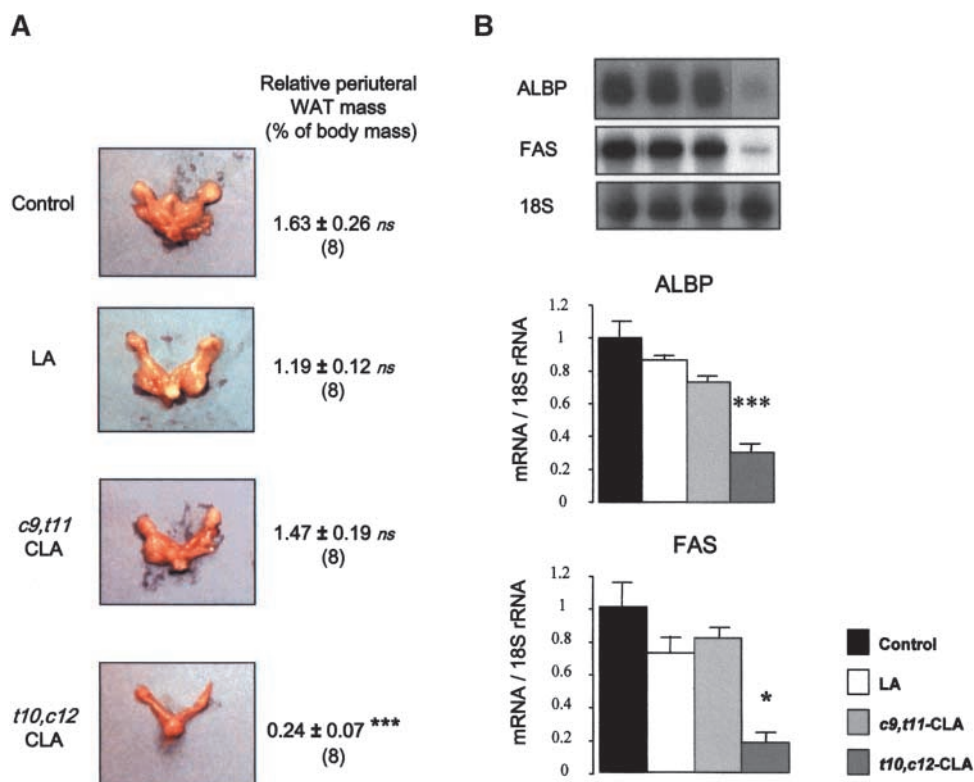 A
Relative periuteral
WAT mass
(% of body mass)
Control
1.63 ± 0.26 ns
(8)
LA
1.19 ± 0.12 ns
(8)
c9,t11
CLA
1.47 ± 0.19 ns
(8)
t10,c12
CLA
0.24 ± 0.07 ***
(8)
B
ALBP
FAS
18S
ALBP
mRNA / 18S rRNA
1.2
1
0.8
0.6
0.4
0.2
0
***
FAS
mRNA / 18S rRNA
1.2
1
0.8
0.6
0.4
0.2
0
*
Control
LA
c9,t11-CLA
t10,c12-CLA